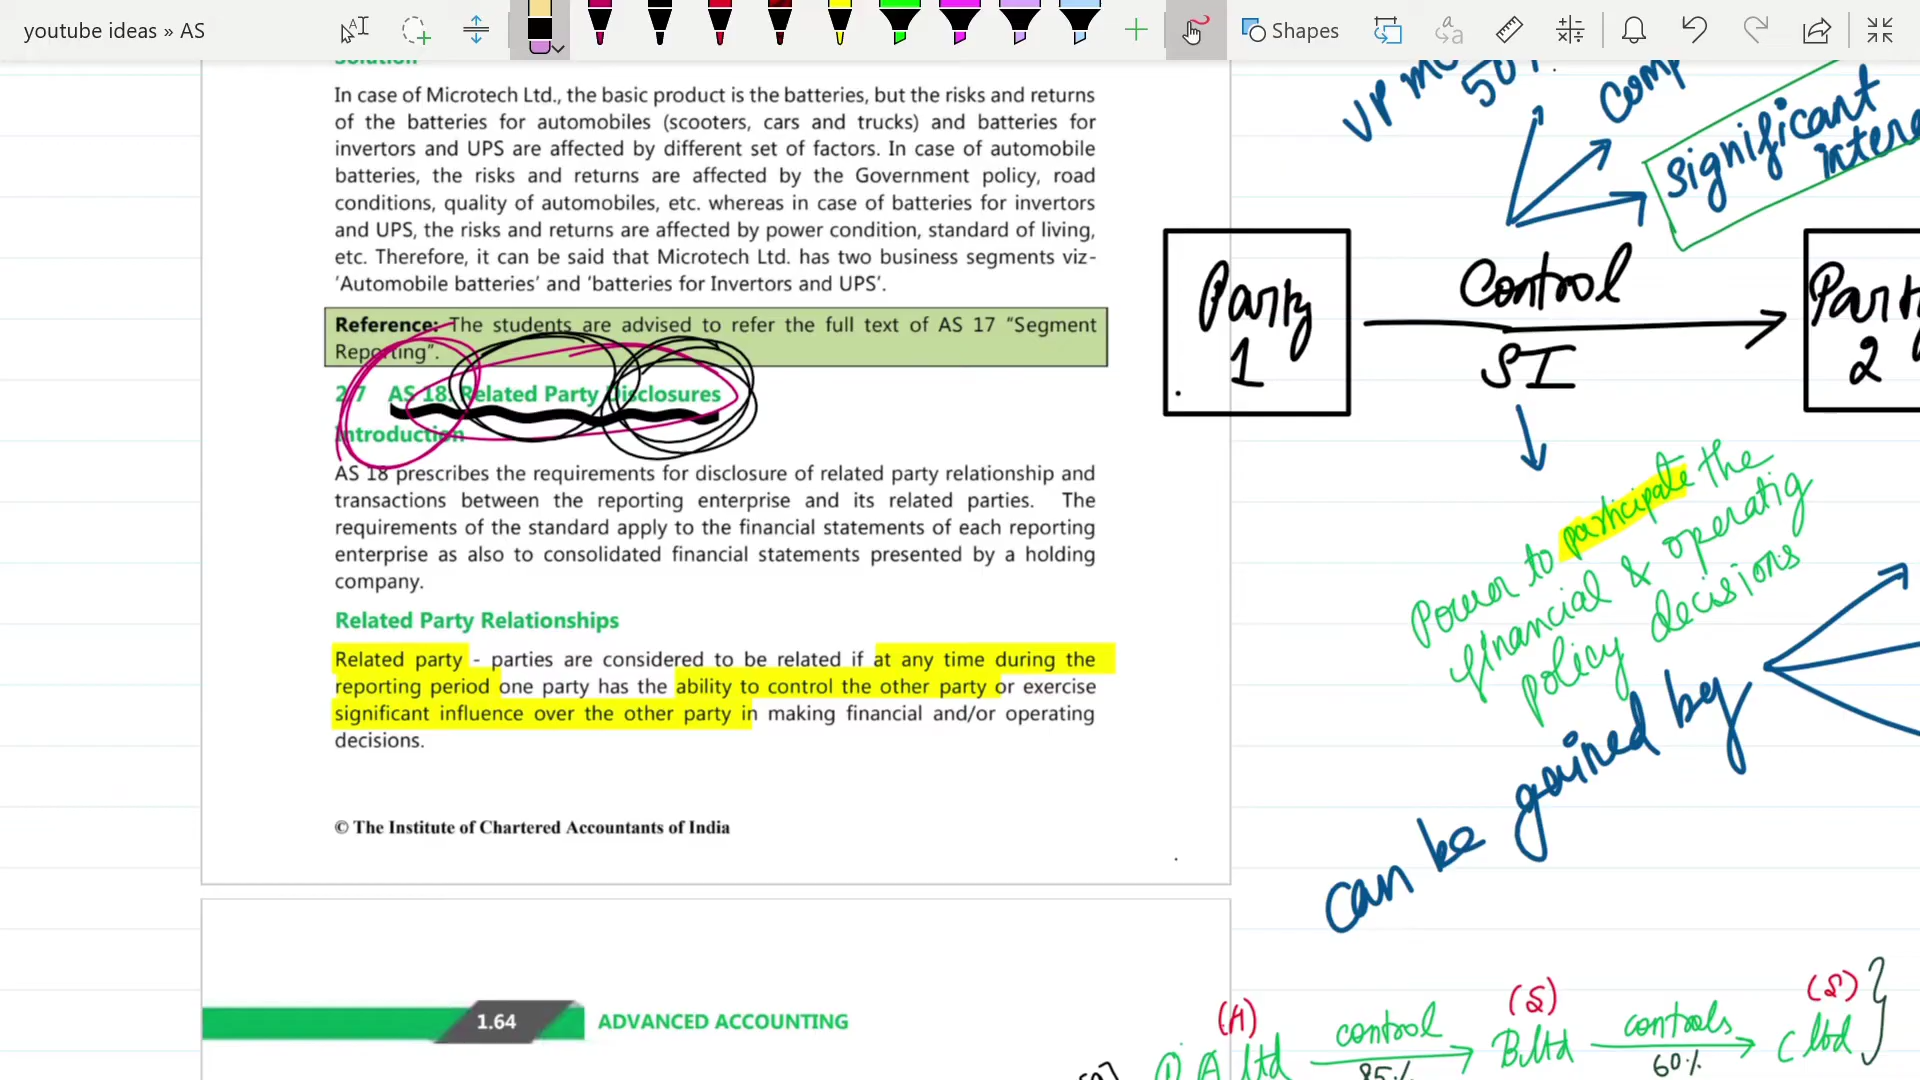 youtube ideas » AS
Shapes
Solution
In case of Microtech Ltd., the basic product is the batteries, but the risks and returns
of the batteries for automobiles (scooters, cars and trucks) and batteries for
invertors and UPS are affected by different set of factors. In case of automobile
batteries, the risks and returns are affected by the Government policy, road
conditions, quality of automobiles, etc. whereas in case of batteries for invertors
and UPS, the risks and returns are affected by power condition, standard of living,
etc. Therefore, it can be said that Microtech Ltd. has two business segments viz-
‘Automobile batteries’ and ‘batteries for Invertors and UPS’.
Reference: The students are advised to refer the full text of AS 17 “Segment
Reporting”.
2.7 AS 18: Related Party Disclosures
Introduction
AS 18 prescribes the requirements for disclosure of related party relationship and
transactions between the reporting enterprise and its related parties. The
requirements of the standard apply to the financial statements of each reporting
enterprise as also to consolidated financial statements presented by a holding
company.
Related Party Relationships
Related party - parties are considered to be related if at any time during the
reporting period one party has the ability to control the other party or exercise
significant influence over the other party in making financial and/or operating
decisions.
© The Institute of Chartered Accountants of India
1.64 ADVANCED ACCOUNTING
VP
50%
Comp
Significant
Party
1
Control
SI
Part
2
Power to participate the
financial & operatig
policy decisions
can be gained by
(H) (S) (S)
A ltd control B ltd controls C ltd }
85% 60%